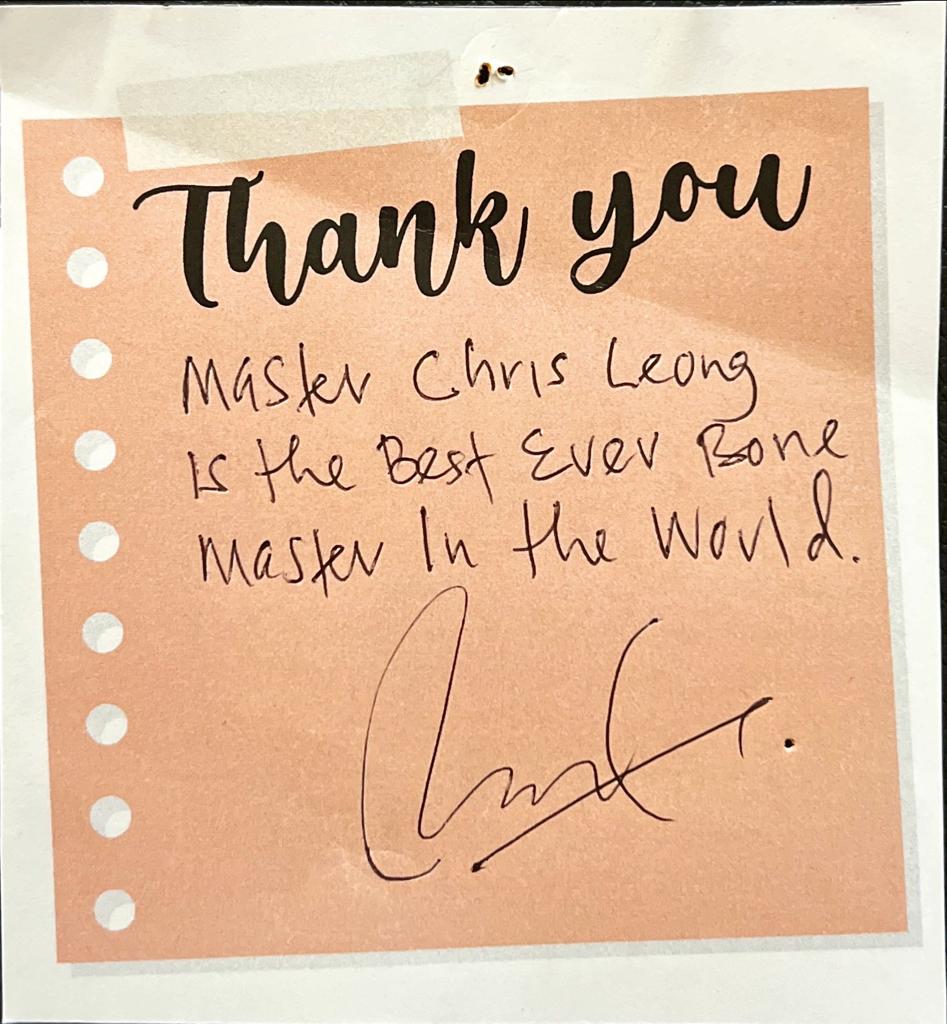 Thank you
Master Chris Leong
Is the Best Ever Bone
Master In the World.